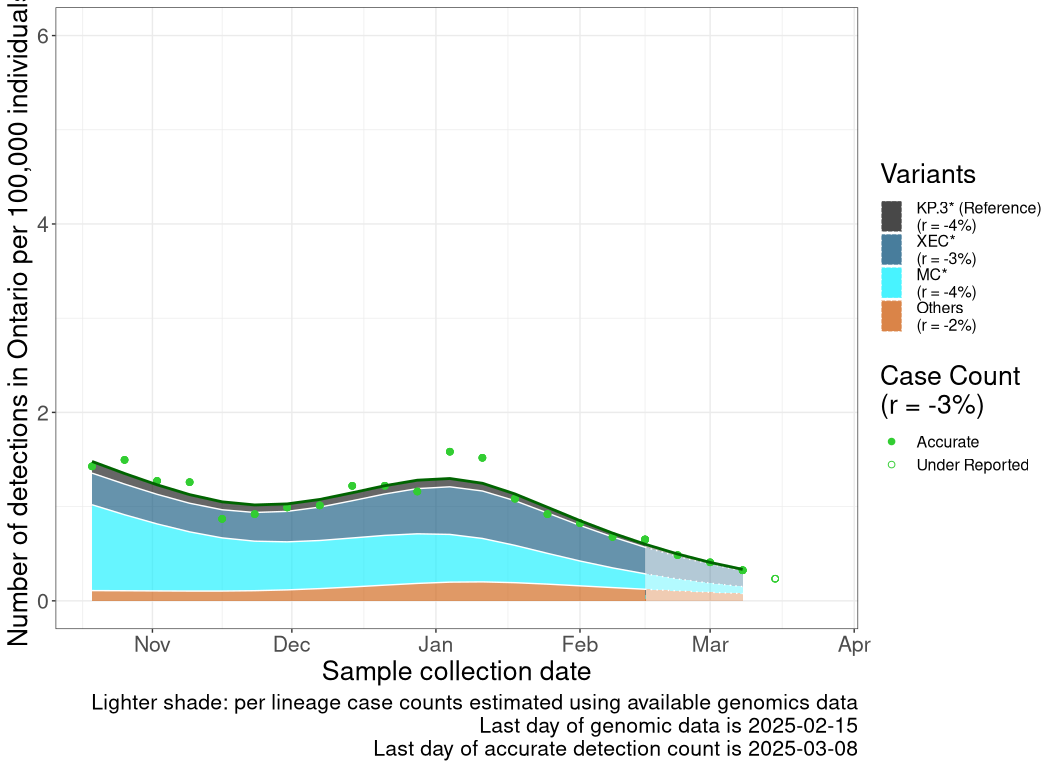 Number of detections in Ontario per 100,000 individuals
6
4
2
0
Nov
Dec
Jan
Feb
Mar
Apr
Sample collection date
Lighter shade: per lineage case counts estimated using available genomics data
Last day of genomic data is 2025-02-15
Last day of accurate detection count is 2025-03-08
Variants
KP.3* (Reference)
(r = -4%)
XEC*
(r = -3%)
MC*
(r = -4%)
Others
(r = -2%)
Case Count
(r = -3%)
Accurate
Under Reported